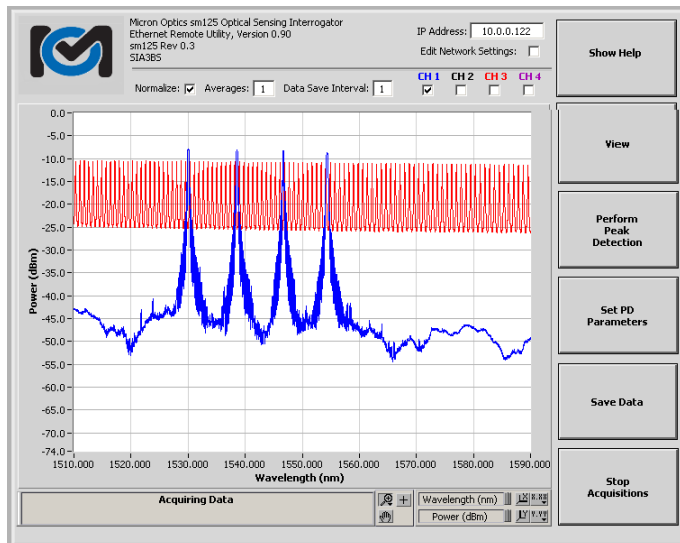 Micron Optics sm125 Optical Sensing Interrogator
Ethernet Remote Utility, Version 0.90
sm125 Rev 0.3
SIA3BS
IP Address: 10.0.0.122
Edit Network Settings:
Normalize: Averages: 1 Data Save Interval: 1
CH 1 CH 2 CH 3 CH 4
Show Help
View
Perform
Peak
Detection
Set PD
Parameters
Save Data
Stop
Acquisitions
Power (dBm)
0.0
-5.0
-10.0
-15.0
-20.0
-25.0
-30.0
-35.0
-40.0
-45.0
-50.0
-55.0
-60.0
-65.0
-70.0
-74.0
1510.000 1520.000 1530.000 1540.000 1550.000 1560.000 1570.000 1580.000 1590.000
Wavelength (nm)
Acquiring Data
Wavelength (nm)
Power (dBm)